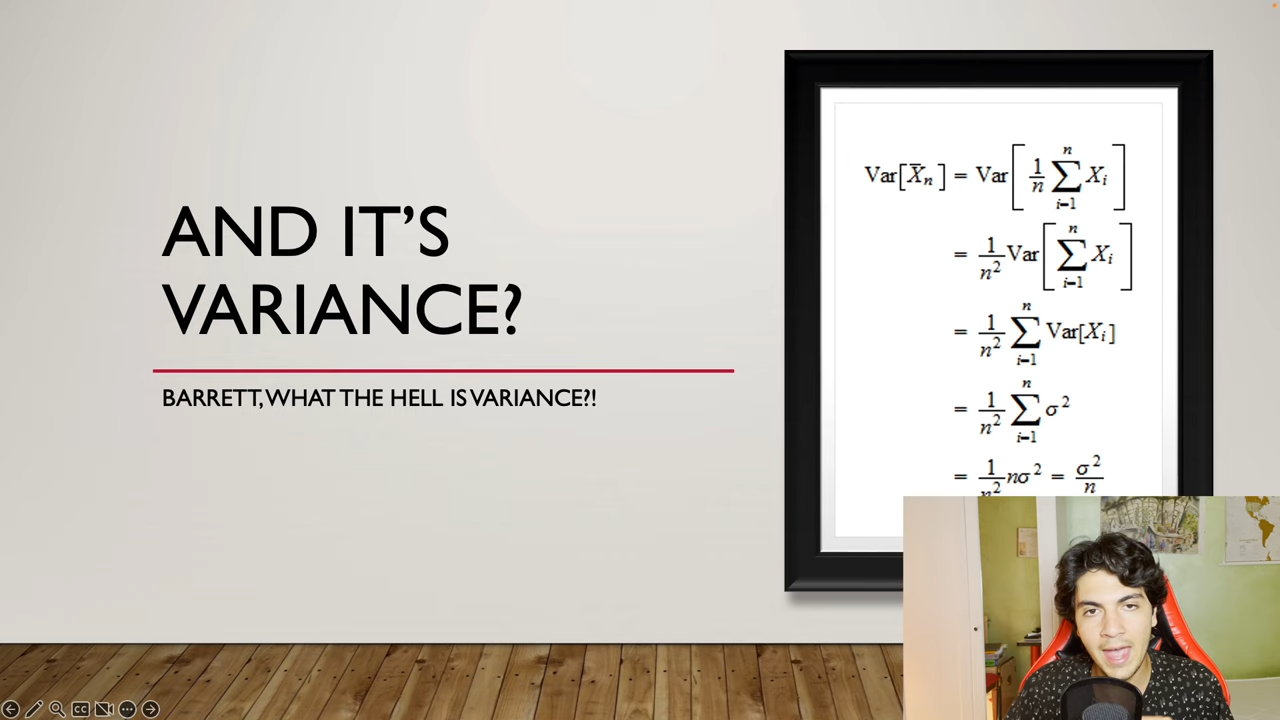 AND IT'S
VARIANCE?
BARRETT, WHAT THE HELL IS VARIANCE?!
Var[X̄ₙ] = Var[1/n ∑ᵢ₌₁ⁿ Xᵢ]
= 1/n² Var[∑ᵢ₌₁ⁿ Xᵢ]
= 1/n² ∑ᵢ₌₁ⁿ Var[Xᵢ]
= 1/n² ∑ᵢ₌₁ⁿ σ²
= 1/n² nσ² = σ²/n
CC